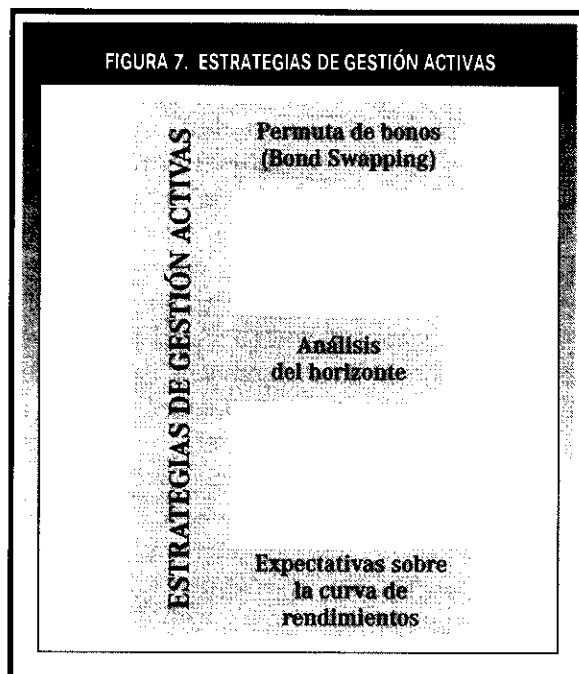 FIGURA 7. ESTRATEGIAS DE GESTIÓN ACTIVAS
ESTRATEGIAS DE GESTIÓN ACTIVAS
Permuta de bonos
(Bond Swapping)
Análisis
del horizonte
Expectativas sobre
la curva de
rendimientos